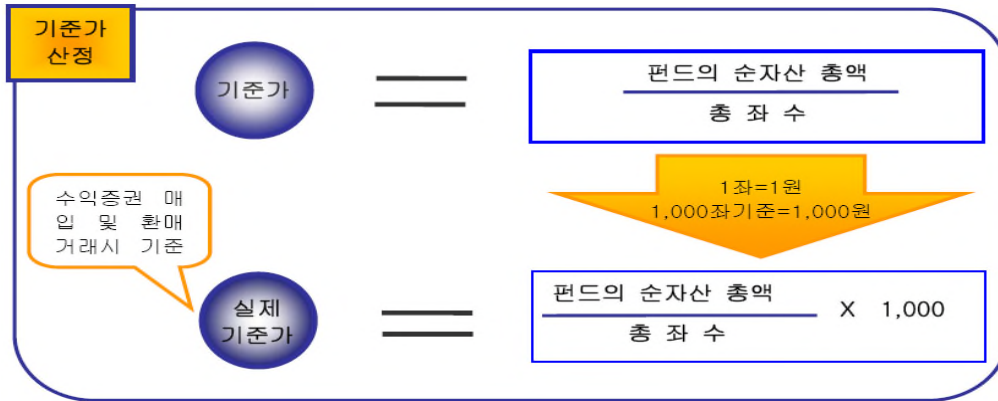 기준가
산정
기준가
펀드의 순자산 총액
총 좌 수
1좌=1원
1,000좌기준=1,000원
수익증권 매
입 및 환매
거래시 기준
실제
기준가
펀드의 순자산 총액
총 좌 수
X 1,000